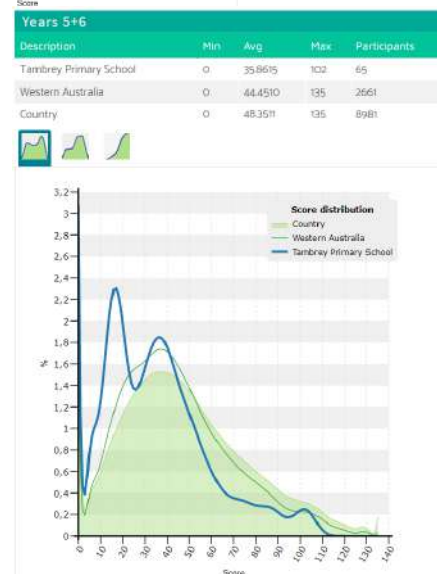 Score
Years 5+6
Description Min Avg Max Participants
Tambrey Primary School 0 35.8615 102 65
Western Australia 0 44.4510 135 2661
Country 0 48.3511 135 8981
Score distribution
Country
Western Australia
Tambrey Primary School
3,2
3
2,8
2,6
2,4
2,2
2
1,8
1,6
1,4
1,2
1
0,8
0,6
0,4
0,2
0
%
0 10 20 30 40 50 60 70 80 90 100 110 120 130 140
Score